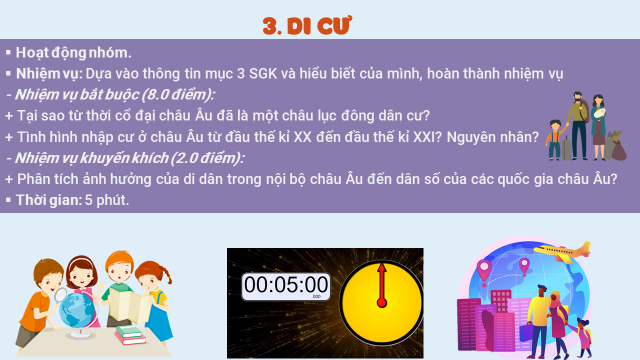 3. DI CƯ
▪ Hoạt động nhóm.
▪ Nhiệm vụ: Dựa vào thông tin mục 3 SGK và hiểu biết của mình, hoàn thành nhiệm vụ
- Nhiệm vụ bắt buộc (8.0 điểm):
+ Tại sao từ thời cổ đại châu Âu đã là một châu lục đông dân cư?
+ Tình hình nhập cư ở châu Âu từ đầu thế kỉ XX đến đầu thế kỉ XXI? Nguyên nhân?
- Nhiệm vụ khuyến khích (2.0 điểm):
+ Phân tích ảnh hưởng của di dân trong nội bộ châu Âu đến dân số của các quốc gia châu Âu?
▪ Thời gian: 5 phút.
00:05:00
000